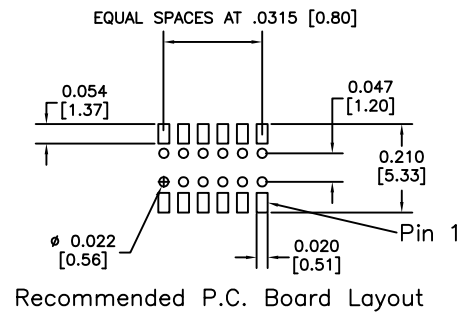 EQUAL SPACES AT .0315 [0.80]
0.054
[1.37]
0.047
[1.20]
0.210
[5.33]
ø 0.022
[0.56]
0.020
[0.51]
Pin 1
Recommended P.C. Board Layout